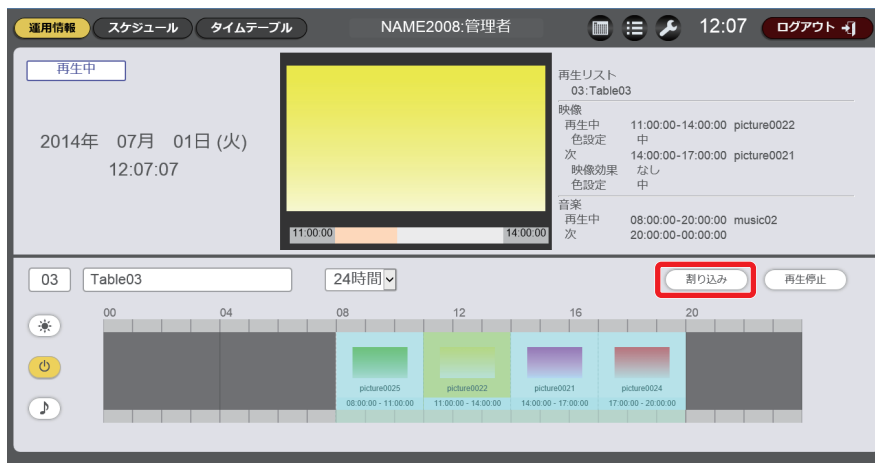 運用情報 スケジュール タイムテーブル NAME2008:管理者 12:07 ログアウト
再生中
2014年 07月 01日 (火)
12:07:07
11:00:00 14:00:00
再生リスト
03:Table03
映像
再生中 11:00:00-14:00:00 picture0022
色設定 中
次 14:00:00-17:00:00 picture0021
映像効果 なし
色設定 中
音楽
再生中 08:00:00-20:00:00 music02
次 20:00:00-00:00:00
03 Table03 24時間 割り込み 再生停止
00 04 08 12 16 20
picture0025 picture0022 picture0021 picture0024
08:00:00 - 11:00:00 11:00:00 - 14:00:00 14:00:00 - 17:00:00 17:00:00 - 20:00:00